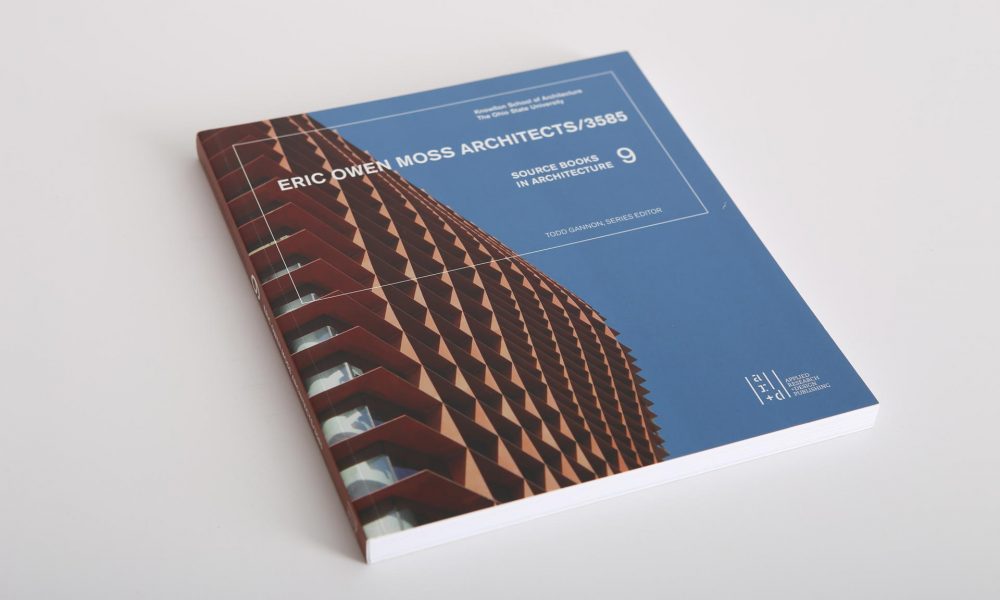 Knowlton School of Architecture
The Ohio State University
ERIC OWEN MOSS ARCHITECTS/3585
SOURCE BOOKS
IN ARCHITECTURE 9
TODD GANNON, SERIES EDITOR
a
r.
+d
APPLIED
RESEARCH
+DESIGN
PUBLISHING